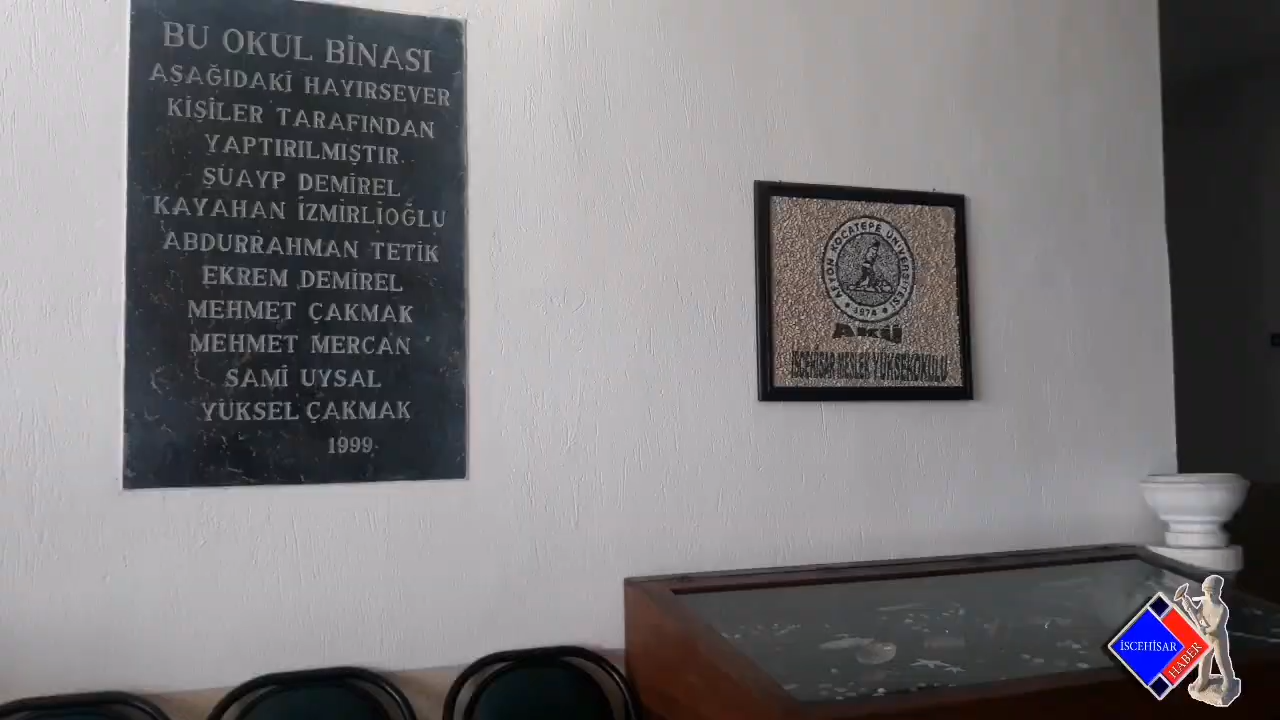 BU OKUL BİNASI
AŞAĞIDAKİ HAYIRSEVER
KİŞİLER TARAFINDAN
YAPTIRILMIŞTIR.
ŞUAYP DEMİREL
KAYAHAN İZMİRLİOĞLU
ABDURRAHMAN TETİK
EKREM DEMİREL
MEHMET ÇAKMAK
MEHMET MERCAN
SAMİ UYSAL
YÜKSEL ÇAKMAK
1999
AFYON KOCATEPE ÜNİVERSİTESİ
1974
AKÜ
İSCEHİSAR MESLEK YÜKSEKOKULU
İSCEHİSAR
HABER